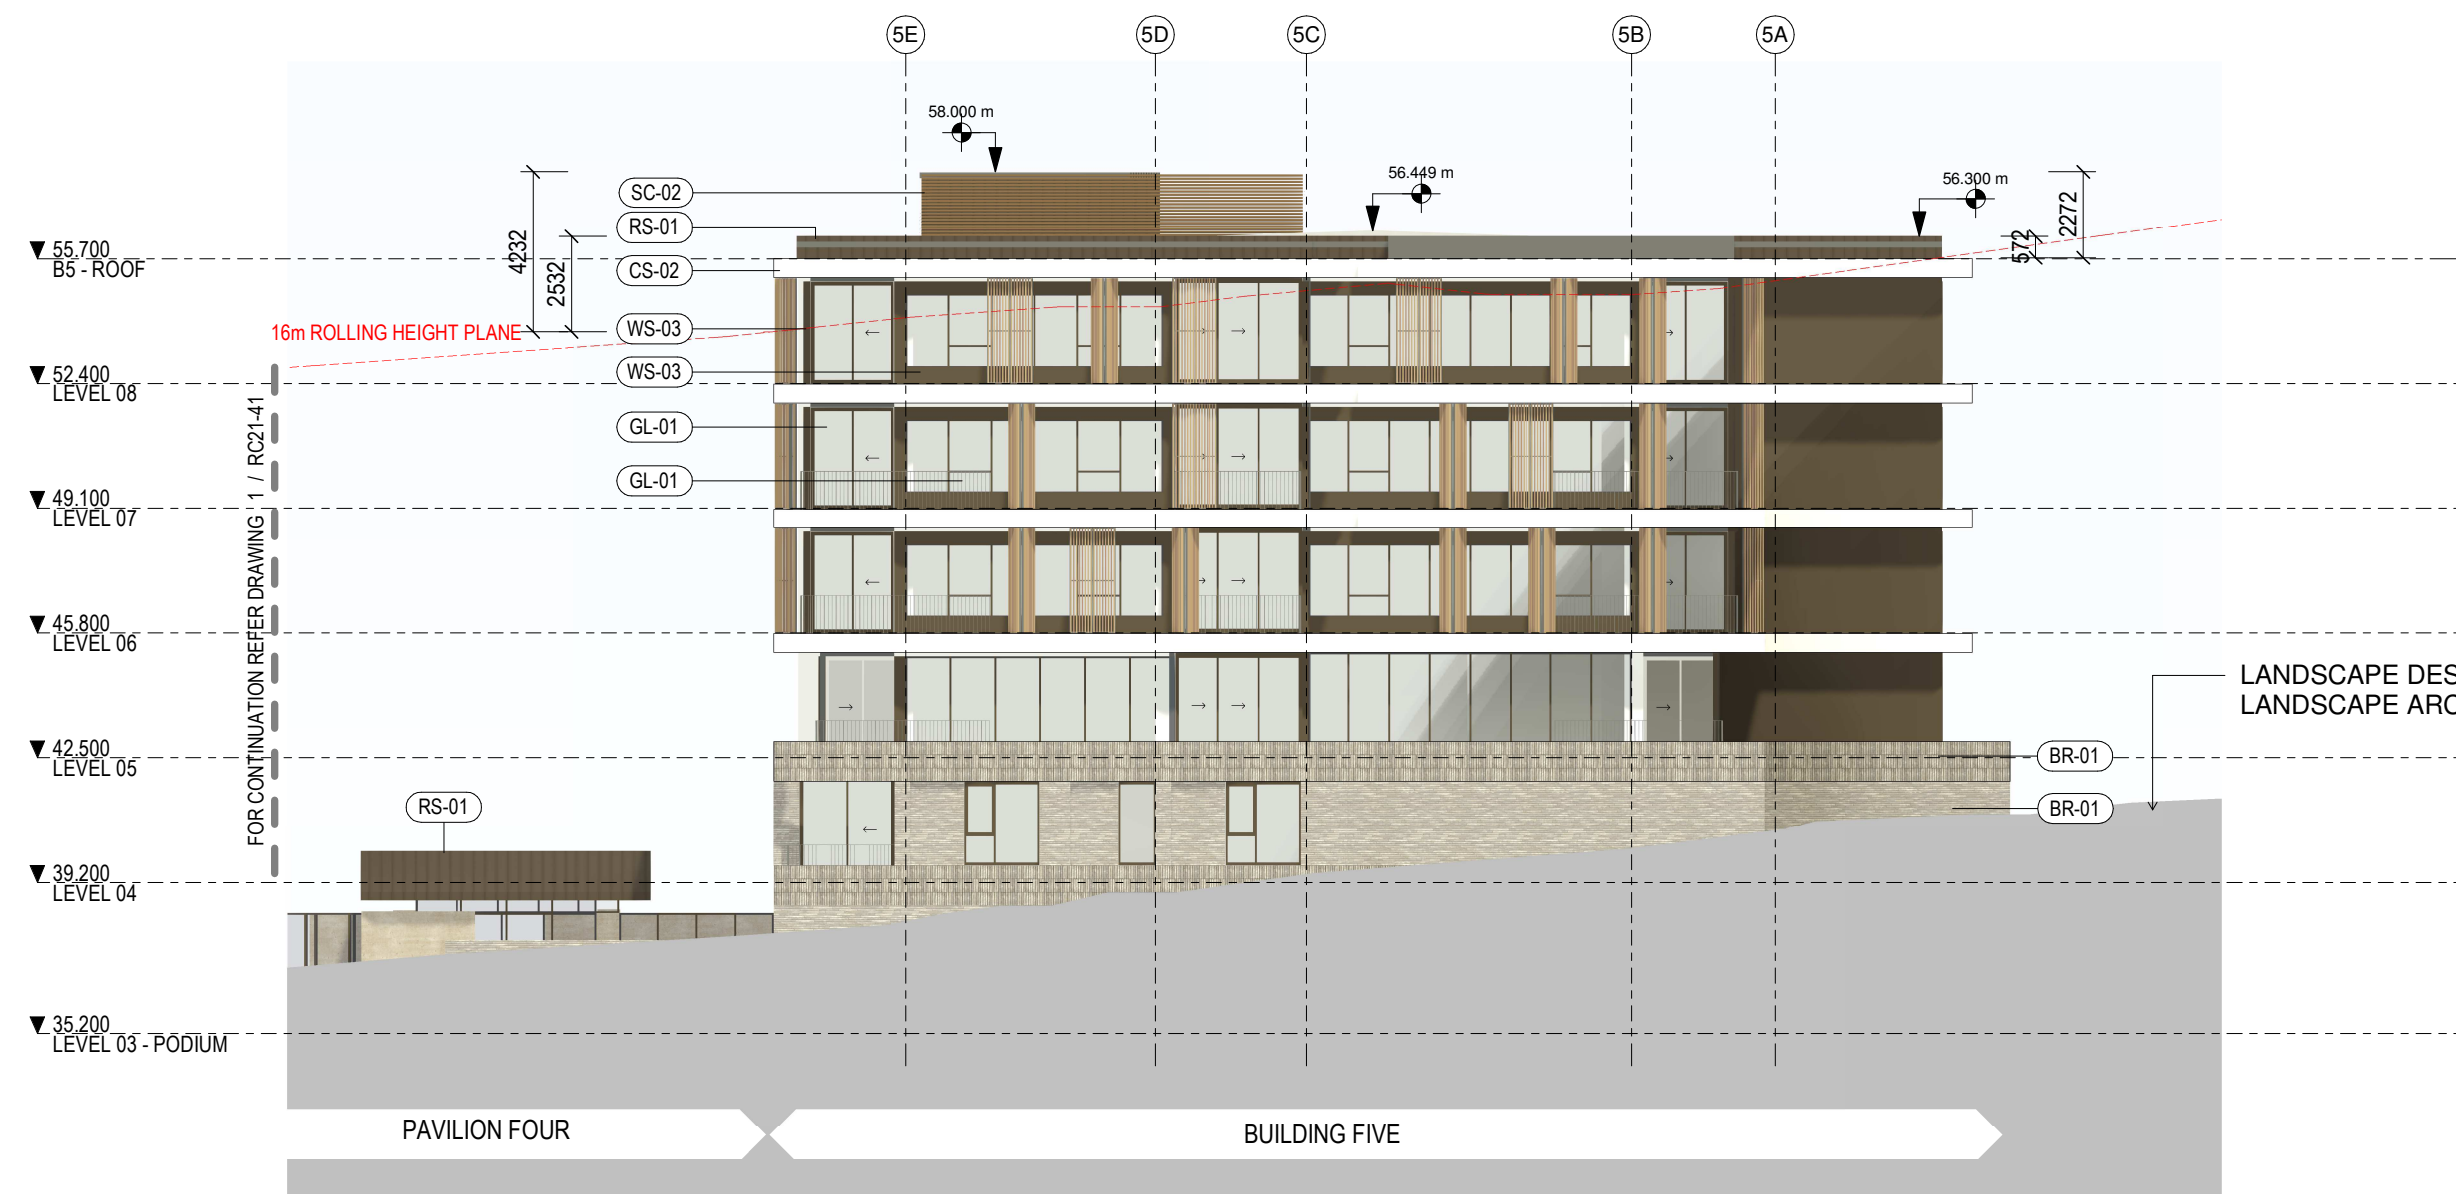 5E
5D
5C
5B
5A
58.000 m
56.449 m
56.300 m
4232
2532
2272
572
SC-02
RS-01
CS-02
WS-03
WS-03
GL-01
GL-01
16m ROLLING HEIGHT PLANE
55.700
B5 - ROOF
52.400
LEVEL 08
49.100
LEVEL 07
45.800
LEVEL 06
42.500
LEVEL 05
39.200
LEVEL 04
35.200
LEVEL 03 - PODIUM
FOR CONTINUATION REFER DRAWING 1 / RC21-41
RS-01
BR-01
BR-01
LANDSCAPE DES
LANDSCAPE ARC
PAVILION FOUR
BUILDING FIVE